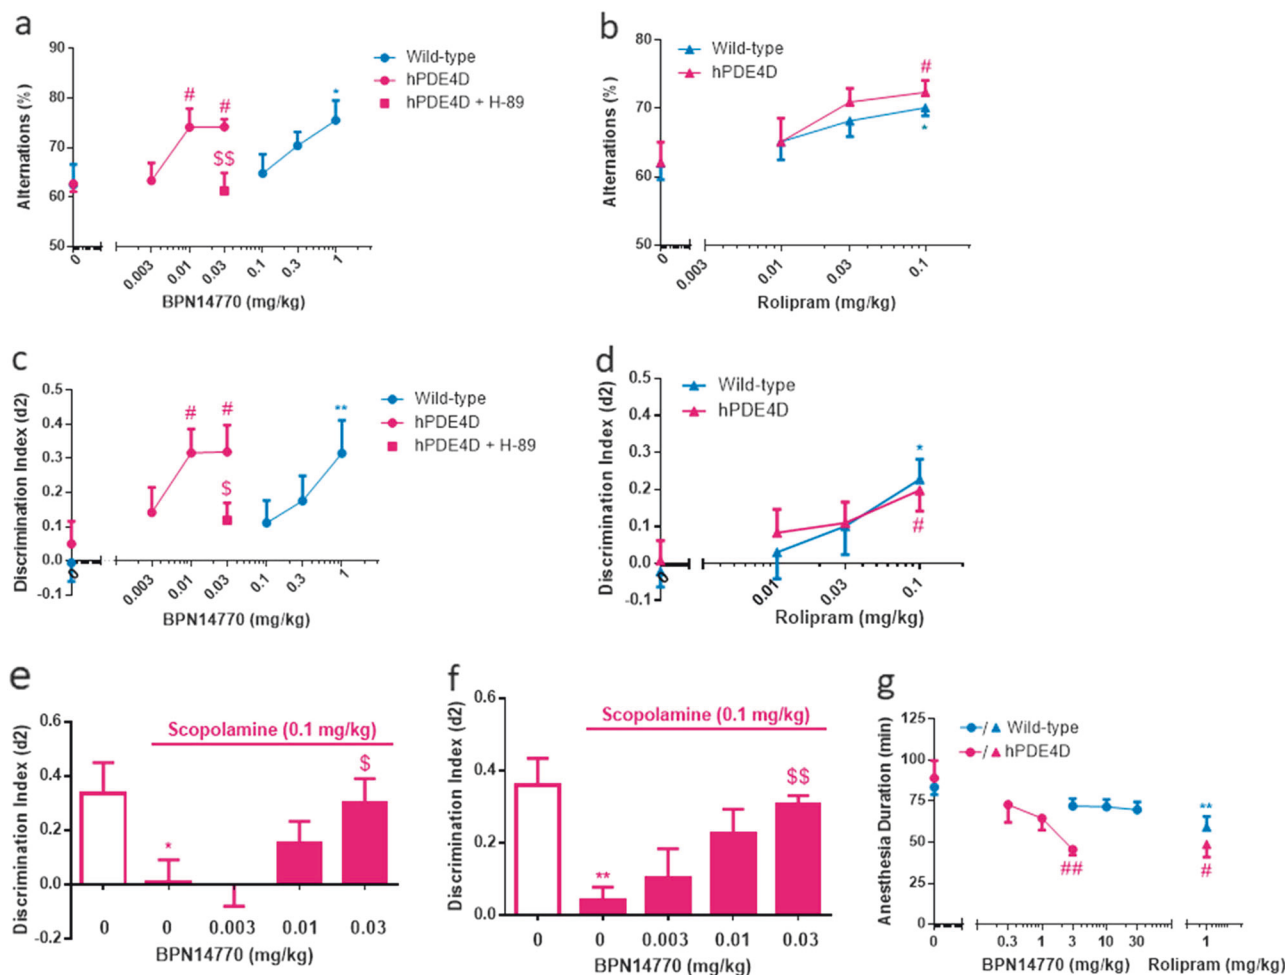 a
Alternations (%)
90
80
70
60
50
0
0.003
0.01
0.03
0.1
0.3
1
BPN14770 (mg/kg)
Wild-type
hPDE4D
hPDE4D + H-89
#
#
$$
*
b
Alternations (%)
80
70
60
50
0
0.003
0.01
0.03
0.1
Rolipram (mg/kg)
Wild-type
hPDE4D
#
*
c
Discrimination Index (d2)
0.5
0.4
0.3
0.2
0.1
0.0
-0.1
0
0.003
0.01
0.03
0.1
0.3
1
BPN14770 (mg/kg)
Wild-type
hPDE4D
hPDE4D + H-89
#
#
$
**
d
Discrimination Index (d2)
0.5
0.4
0.3
0.2
0.1
0.0
-0.1
0
0.01
0.03
0.1
Rolipram (mg/kg)
Wild-type
hPDE4D
*
#
e
Discrimination Index (d2)
0.6
0.4
0.2
0.0
-0.2
Scopolamine (0.1 mg/kg)
*
$
0 0 0.003 0.01 0.03
BPN14770 (mg/kg)
f
Discrimination Index (d2)
0.6
0.4
0.2
0.0
Scopolamine (0.1 mg/kg)
**
$$
0 0 0.003 0.01 0.03
BPN14770 (mg/kg)
g
Anesthesia Duration (min)
125
100
75
50
25
0
/ Wild-type
/ hPDE4D
##
**
#
0 0.3 1 3 10 30 1
BPN14770 (mg/kg) Rolipram (mg/kg)